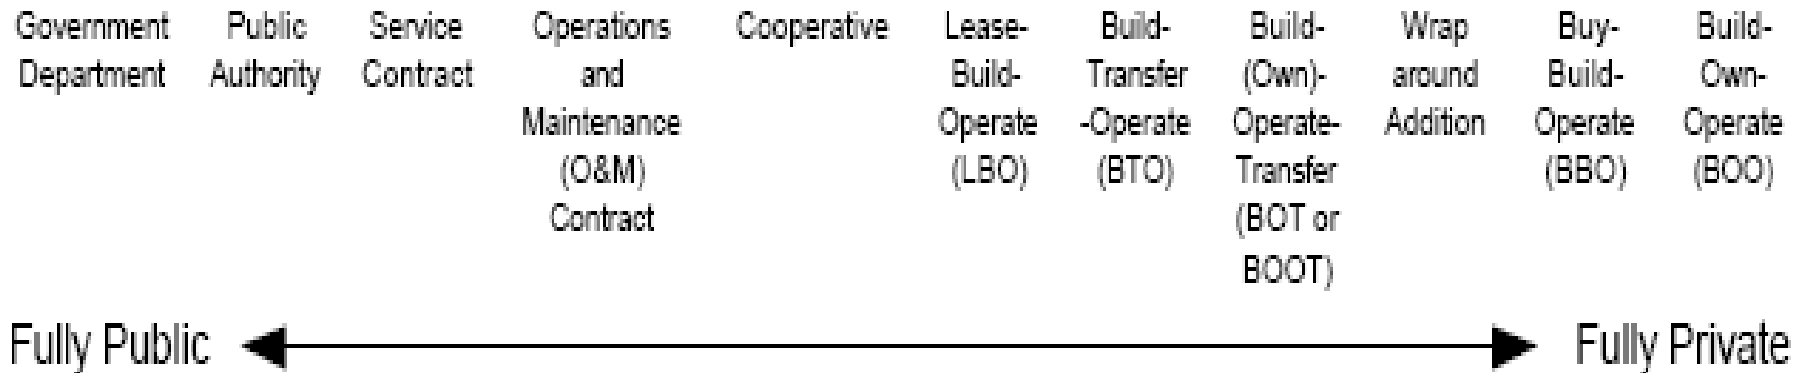 Government
Department
Public
Authority
Service
Contract
Operations
and
Maintenance
(O&M)
Contract
Cooperative
Lease-
Build-
Operate
(LBO)
Build-
Transfer
-Operate
(BTO)
Build-
(Own)-
Operate-
Transfer
(BOT or
BOOT)
Wrap
around
Addition
Buy-
Build-
Operate
(BBO)
Build-
Own-
Operate
(BOO)
Fully Public
Fully Private